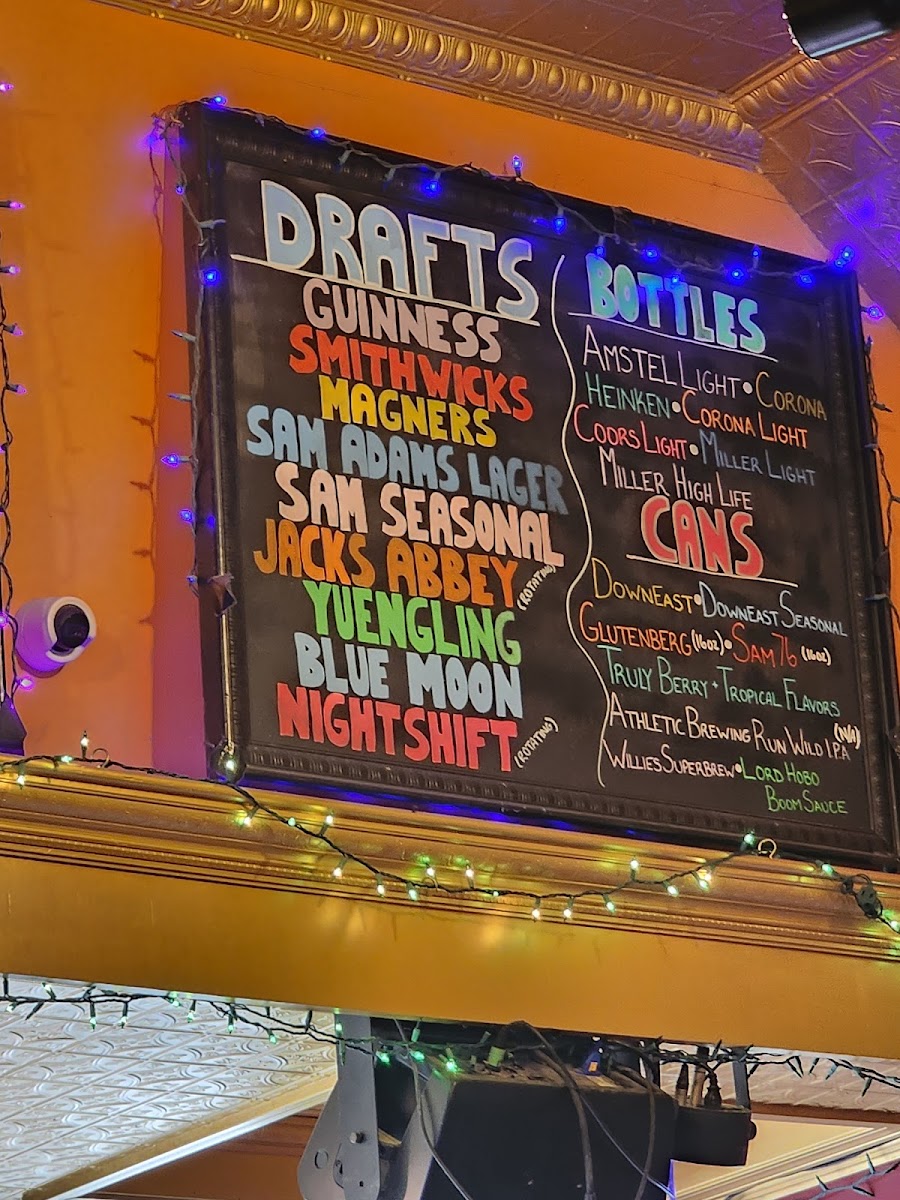 DRAFTS
GUINNESS
SMITHWICKS
MAGNERS
SAM ADAMS LAGER
SAM SEASONAL
JACKS ABBEY (ROTATING)
YUENGLING
BLUE MOON
NIGHTSHIFT (ROTATING)
BOTTLES
AMSTEL LIGHT • CORONA
HEINKEN • CORONA LIGHT
COORS LIGHT • MILLER LIGHT
MILLER HIGH LIFE
CANS
DOWNEAST • DOWNEAST SEASONAL
GLUTENBERG (16OZ) • SAM 76 (16OZ)
TRULY BERRY + TROPICAL FLAVORS
ATHLETIC BREWING RUN WILD IPA (N/A)
WILLIES SUPERBREW • LORD HOBO
BOOM SAUCE